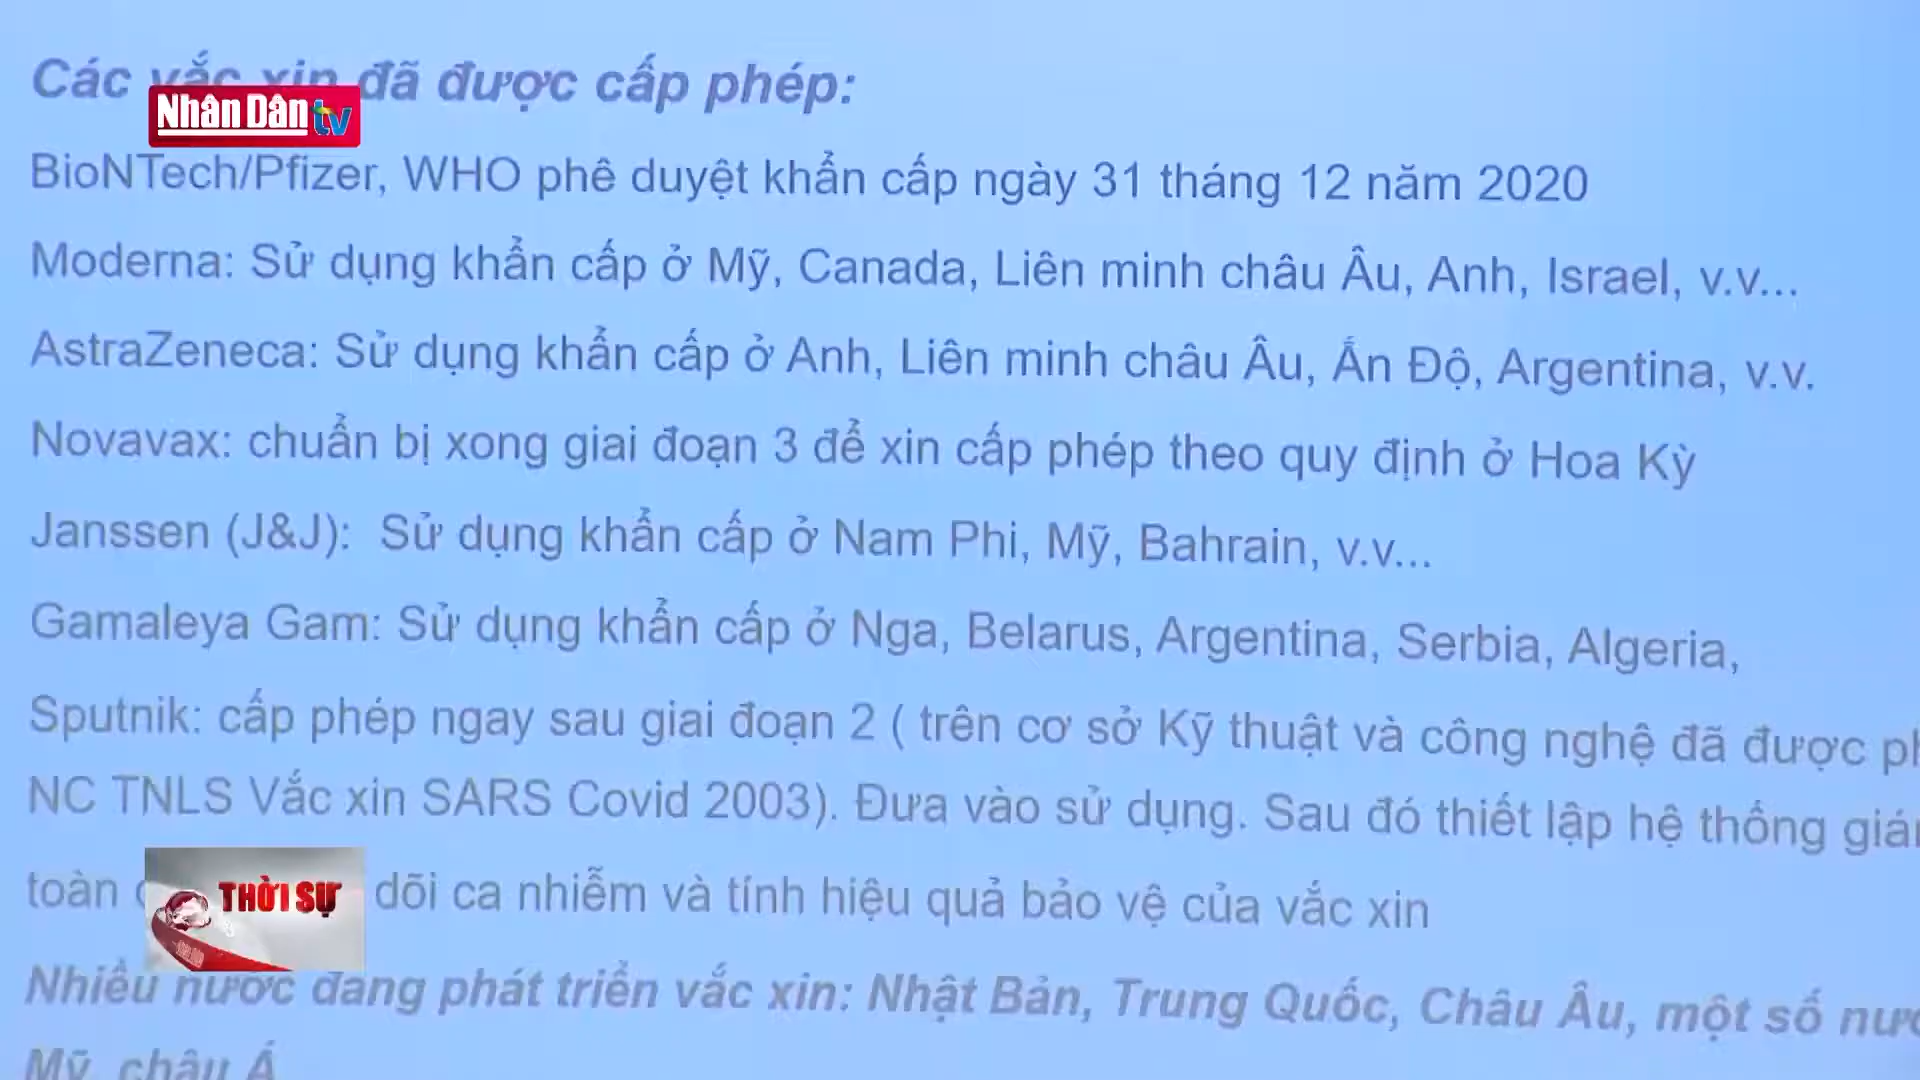 Các vắc xin đã được cấp phép:
Nhân Dân tv
BioNTech/Pfizer, WHO phê duyệt khẩn cấp ngày 31 tháng 12 năm 2020
Moderna: Sử dụng khẩn cấp ở Mỹ, Canada, Liên minh châu Âu, Anh, Israel, v.v...
AstraZeneca: Sử dụng khẩn cấp ở Anh, Liên minh châu Âu, Ấn Độ, Argentina, v.v.
Novavax: chuẩn bị xong giai đoạn 3 để xin cấp phép theo quy định ở Hoa Kỳ
Janssen (J&J): Sử dụng khẩn cấp ở Nam Phi, Mỹ, Bahrain, v.v...
Gamaleya Gam: Sử dụng khẩn cấp ở Nga, Belarus, Argentina, Serbia, Algeria,
Sputnik: cấp phép ngay sau giai đoạn 2 ( trên cơ sở Kỹ thuật và công nghệ đã được
NC TNLS Vắc xin SARS Covid 2003). Đưa vào sử dụng. Sau đó thiết lập hệ thống
toàn dõi ca nhiễm và tính hiệu quả bảo vệ của vắc xin
THỜI SỰ
Nhiều nước đang phát triển vắc xin: Nhật Bản, Trung Quốc, Châu Âu, một số
Mỹ, châu Á